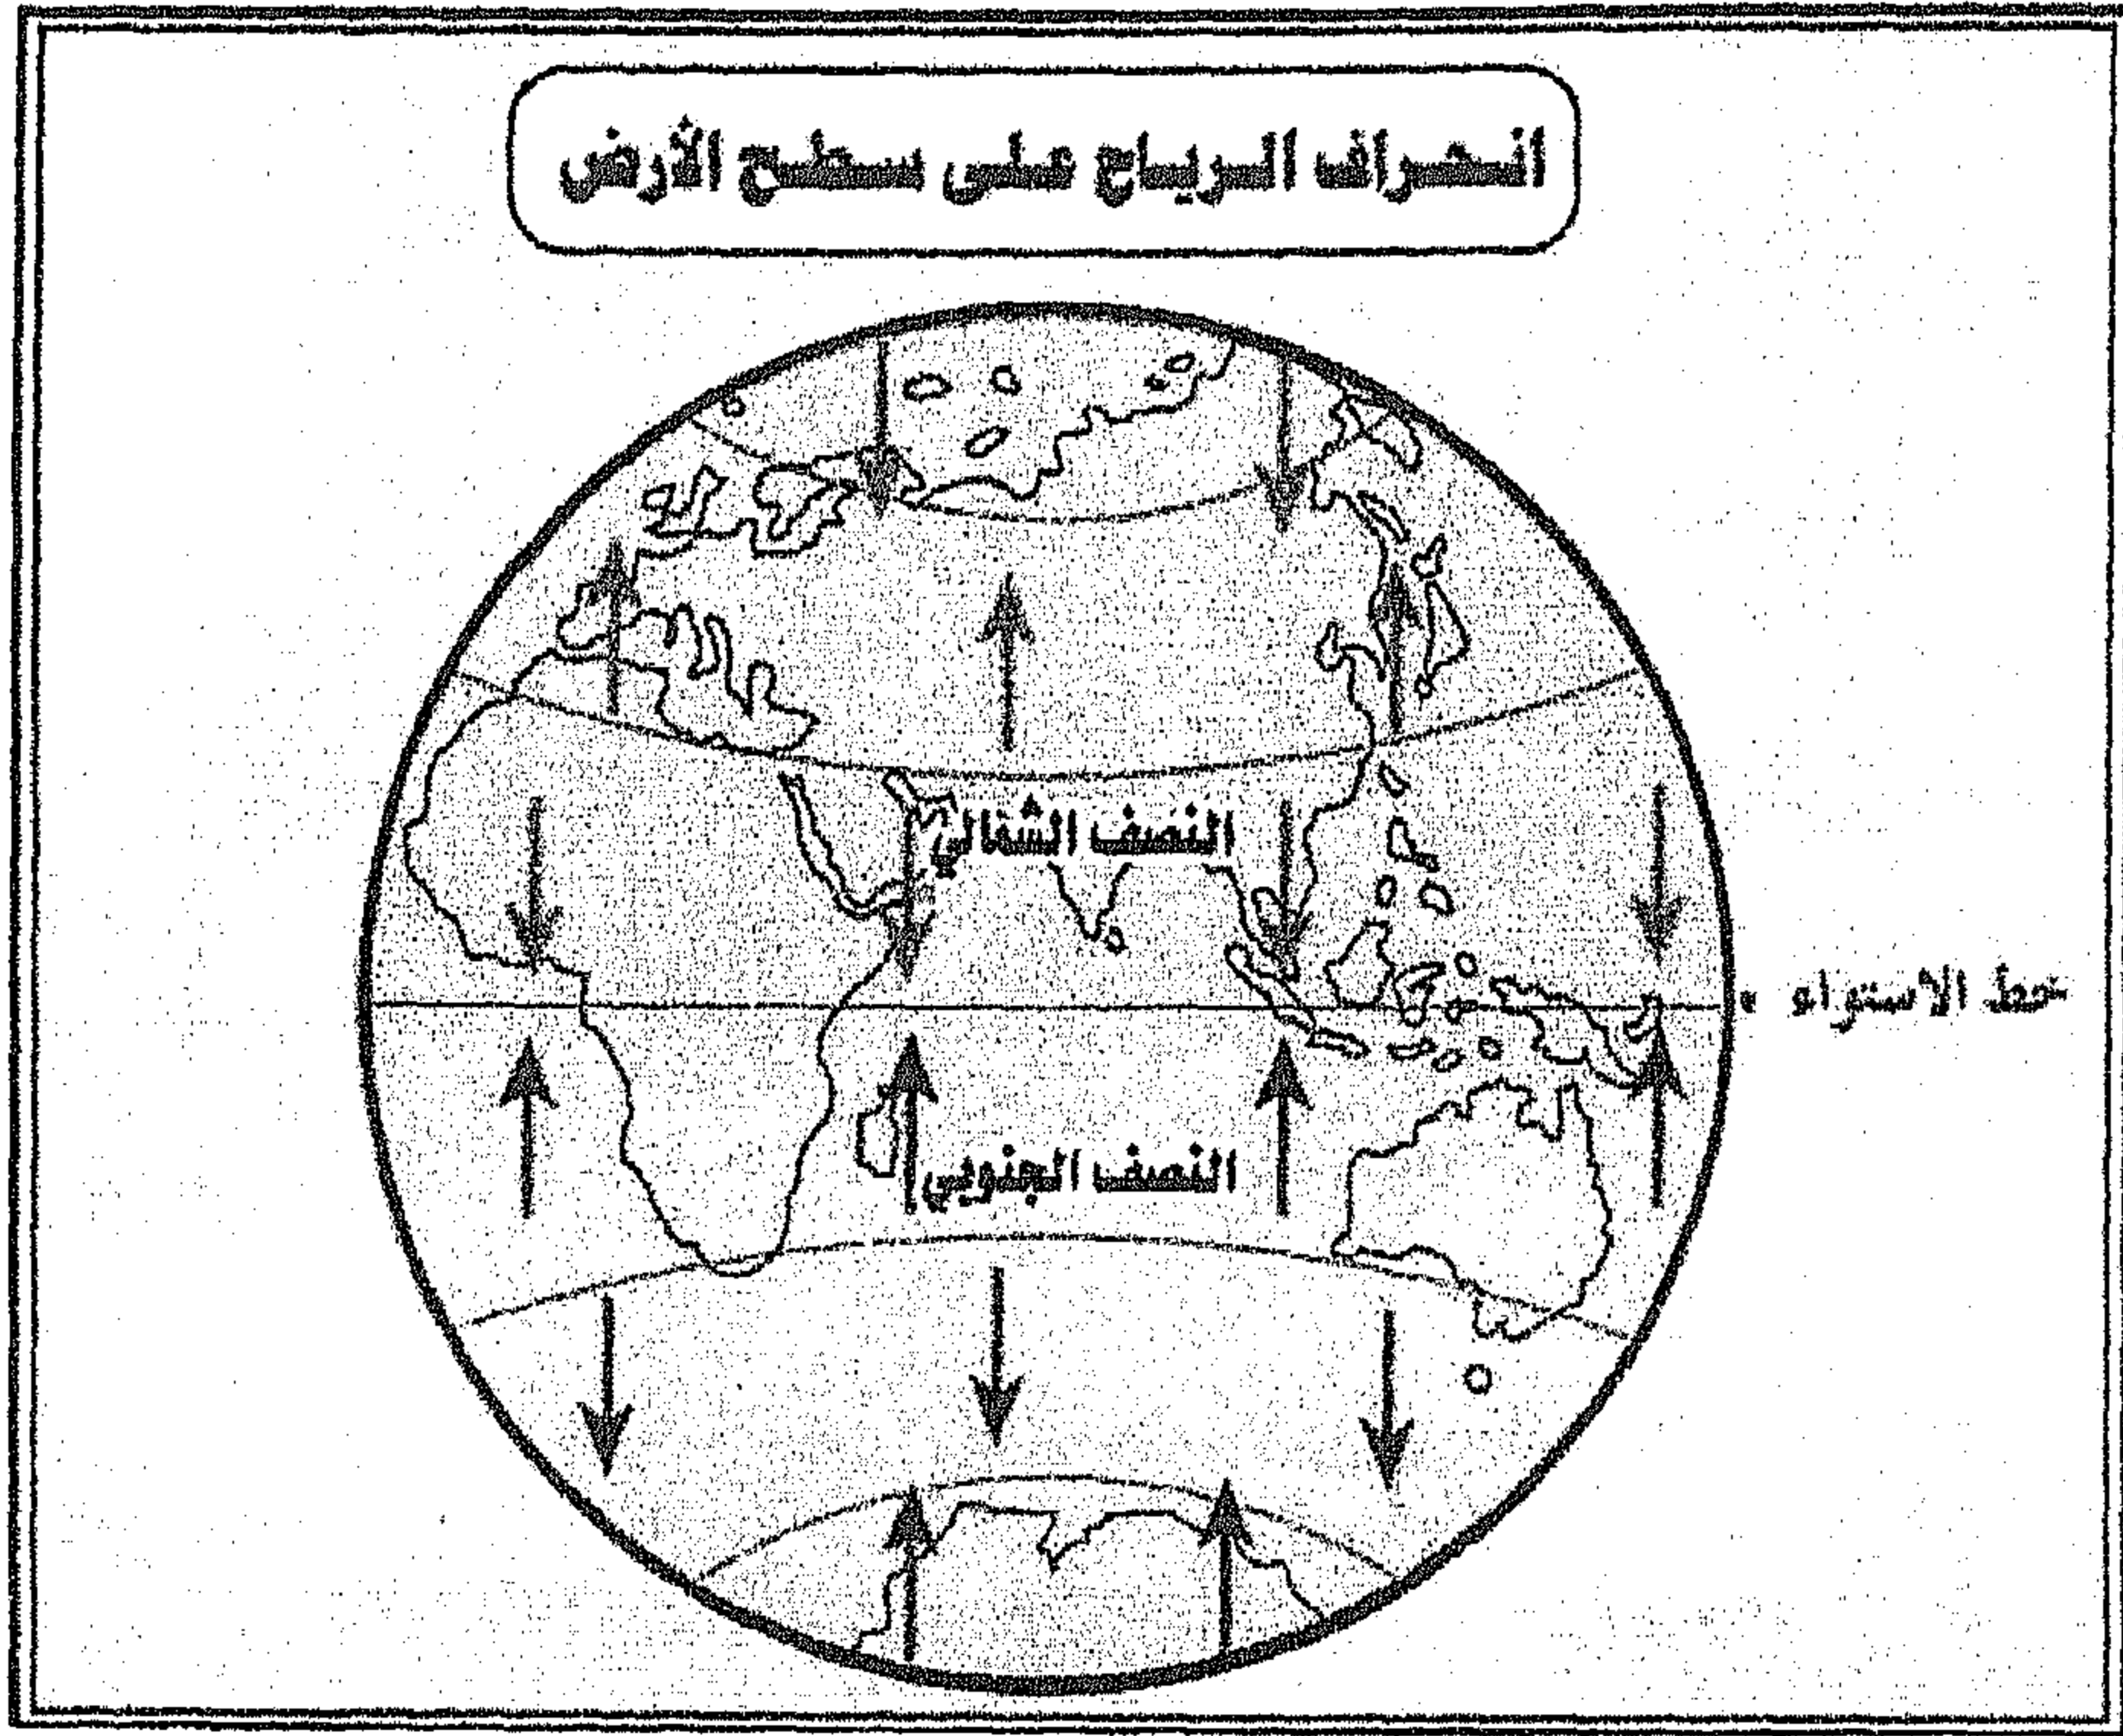 انحراف الرياح على سطح الأرض
النصف الشمالي
خط الاستواء °
النصف الجنوبي